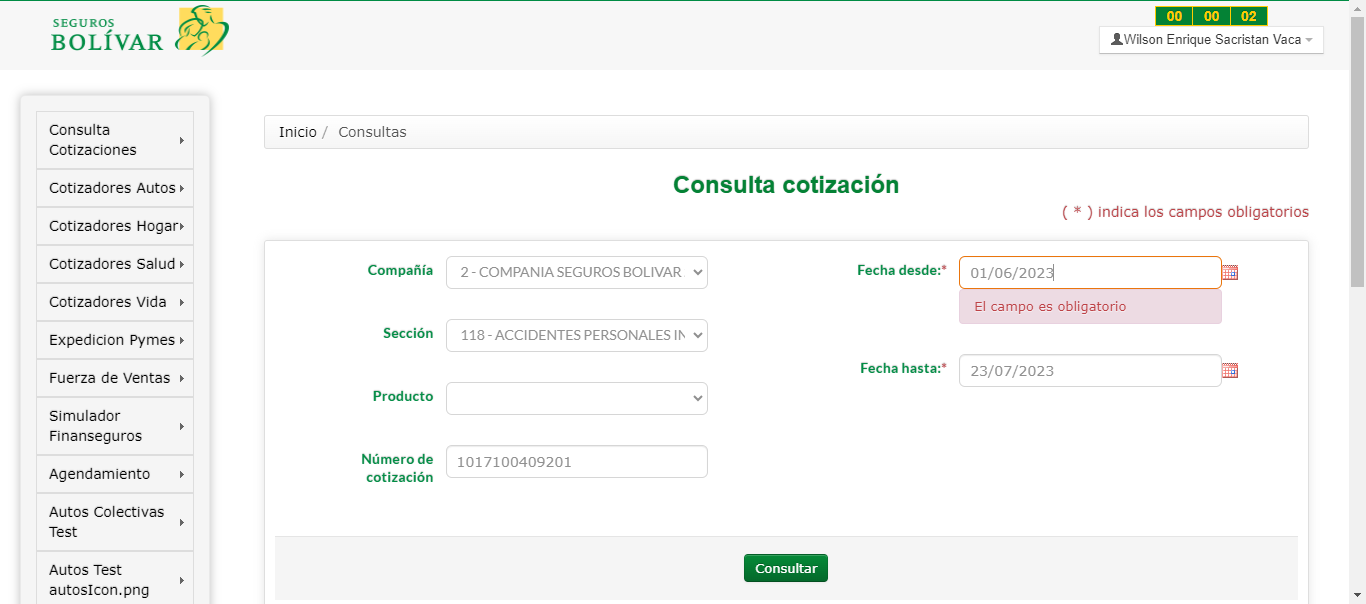 SEGUROS
BOLÍVAR
00 00 02
Wilson Enrique Sacristan Vaca
Consulta
Cotizaciones
Cotizadores Autos
Cotizadores Hogar
Cotizadores Salud
Cotizadores Vida
Expedicion Pymes
Fuerza de Ventas
Simulador
Finanseguros
Agendamiento
Autos Colectivas
Test
Autos Test
autosIcon.png
Inicio / Consultas
Consulta cotización
( * ) indica los campos obligatorios
Compañía 2 - COMPANIA SEGUROS BOLIVAR
Fecha desde:* 01/06/2023
El campo es obligatorio
Sección 118 - ACCIDENTES PERSONALES IN
Fecha hasta:* 23/07/2023
Producto
Número de
cotización
1017100409201
Consultar